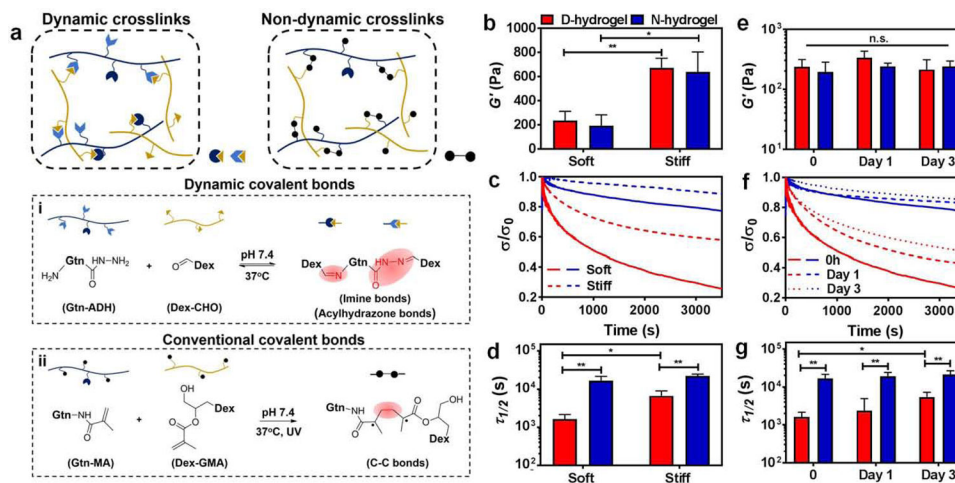 a
Dynamic crosslinks
Non-dynamic crosslinks
Dynamic covalent bonds
i
H2N
Gtn
HN-NH2
O
(Gtn-ADH)
+
O
Dex
(Dex-CHO)
pH 7.4
37°C
Dex
N
Gtn
HN-N
Dex
O
(Imine bonds)
(Acylhydrazone bonds)
Conventional covalent bonds
ii
Gtn-NH
O
(Gtn-MA)
+
HO
Dex
O
O
(Dex-GMA)
pH 7.4
37°C, UV
Gtn-NH
O
O
O
OH
Dex
(C-C bonds)
b
D-hydrogel
N-hydrogel
G' (Pa)
1000
800
600
400
200
0
**
*
Soft
Stiff
c
σ/σ0
1.0
0.8
0.6
0.4
0.2
Soft
Stiff
0
1000
2000
3000
Time (s)
d
τ1/2 (s)
10^5
10^4
10^3
10^2
*
**
**
Soft
Stiff
e
G' (Pa)
10^3
10^2
10^1
n.s.
0
Day 1
Day 3
f
σ/σ0
1.0
0.8
0.6
0.4
0.2
0h
Day 1
Day 3
0
1000
2000
3000
Time (s)
g
τ1/2 (s)
10^5
10^4
10^3
10^2
*
**
**
**
0
Day 1
Day 3